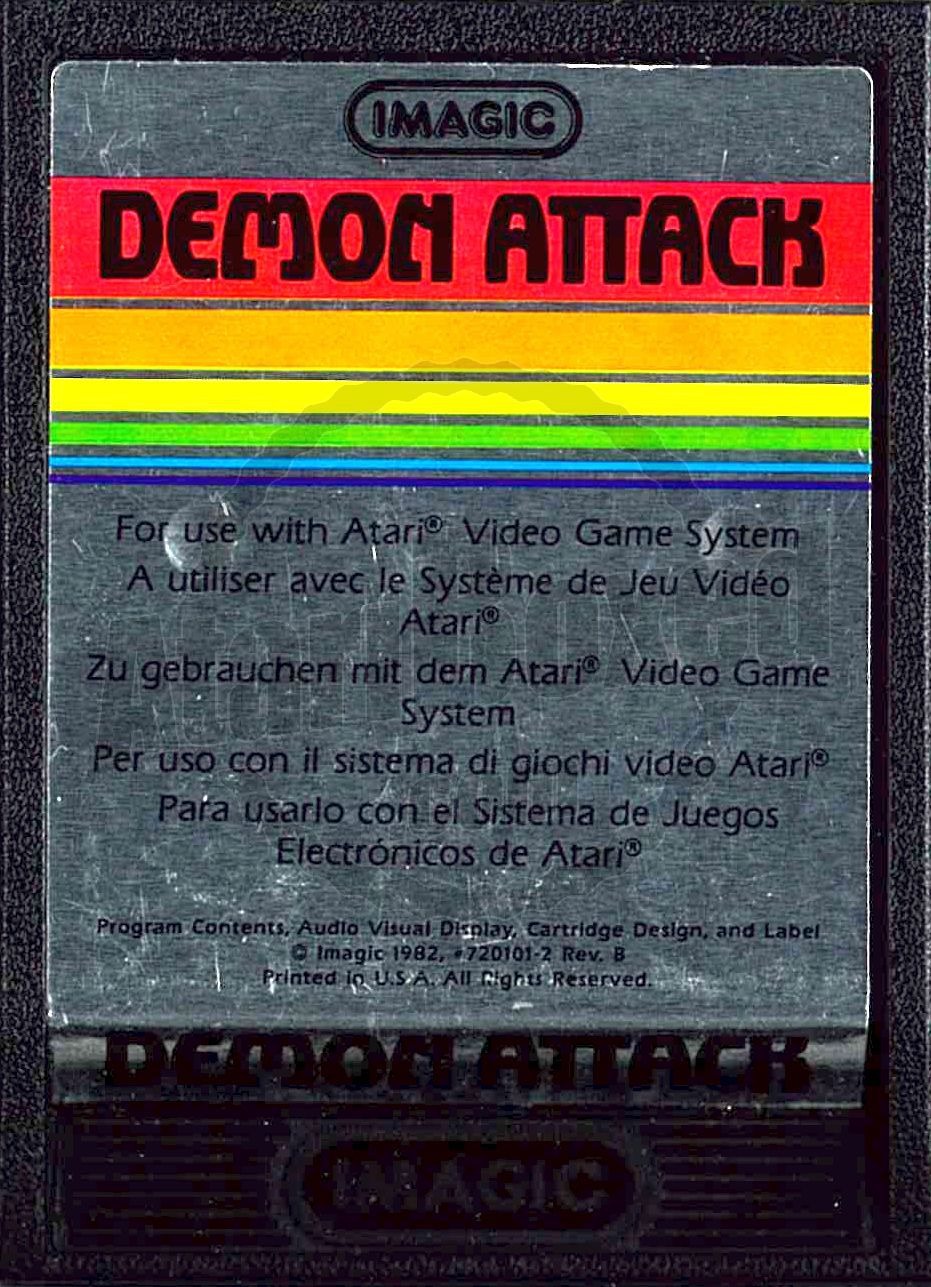 IMAGIC
DEMON ATTACK
For use with Atari® Video Game System
A utiliser avec le Système de Jeu Vidéo
Atari®
Zu gebrauchen mit dem Atari® Video Game
System
Per uso con il sistema di giochi video Atari®
Para usarlo con el Sistema de Juegos
Electrónicos de Atari®
Program Contents, Audio Visual Display, Cartridge Design, and Label
© Imagic 1982, #720101-2 Rev. B
Printed in U.S.A. All Rights Reserved.
DEMON ATTACK
IMAGIC